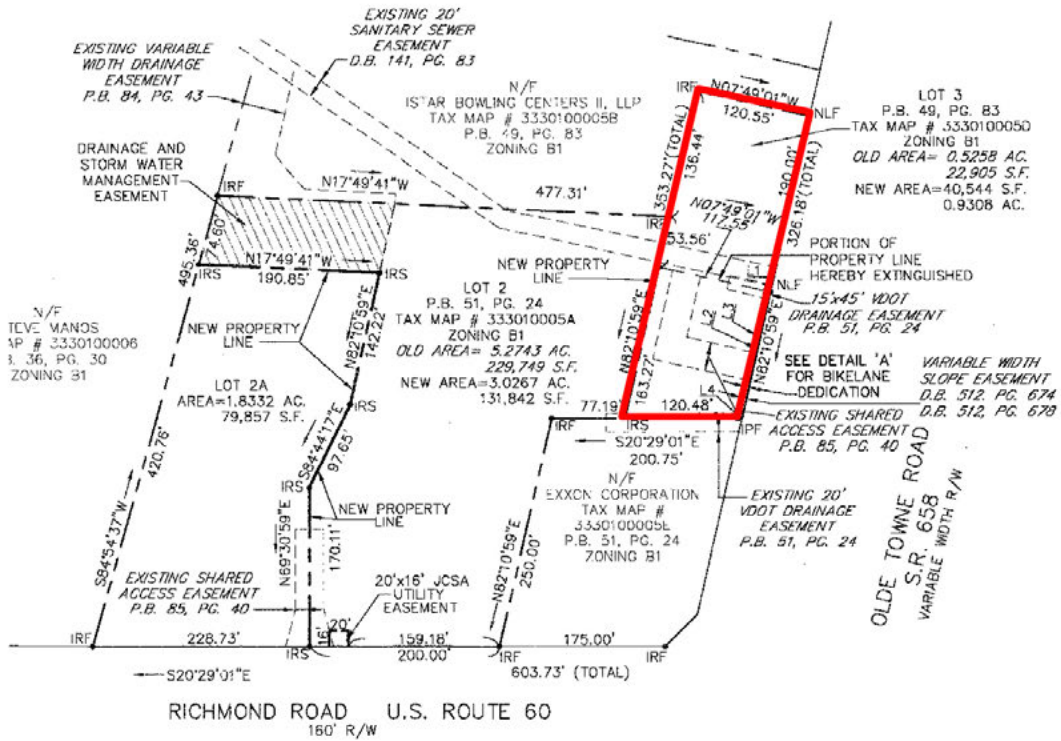 EXISTING 20'
SANITARY SEWER
EASEMENT
D.B. 141, PG. 83
EXISTING VARIABLE
WIDTH DRAINAGE
EASEMENT
P.B. 84, PG. 43
N/F
ISTAR BOWLING CENTERS II, LLP
TAX MAP # 3330100005B
P.B. 49, PG. 83
ZONING B1
DRAINAGE AND
STORM WATER
MANAGEMENT
EASEMENT
IRF
N17°49'41"W
477.31'
74.60'
495.36'
IRS
N17°49'41"W
190.85'
IRS
IRF
N07°49'01"W
120.55'
NLF
353.27'(TOTAL)
136.44'
190.00'
326.18'(TOTAL)
LOT 3
P.B. 49, PG. 83
TAX MAP # 3330100005D
ZONING B1
OLD AREA= 0.5258 AC.
22,905 S.F.
NEW AREA=40,544 S.F.
0.9308 AC.
N07°49'01"W
117.55'
53.56'
PORTION OF
PROPERTY LINE
HEREBY EXTINGUISHED
L1
NLF
15'x45' VDOT
DRAINAGE EASEMENT
P.B. 51, PG. 24
L2
L3
L4
N82°10'59"E
SEE DETAIL 'A'
FOR BIKELANE
DEDICATION
VARIABLE WIDTH
SLOPE EASEMENT
D.B. 512, PG. 674
D.B. 512, PG. 678
EXISTING SHARED
ACCESS EASEMENT
P.B. 85, PG. 40
NEW PROPERTY
LINE
N82°10'59"E
163.27'
LOT 2
P.B. 51, PG. 24
TAX MAP # 333010005A
ZONING B1
OLD AREA= 5.2743 AC.
229,749 S.F.
NEW AREA=3.0267 AC.
131,842 S.F.
N/F
TEVE MANOS
AP # 333010006
B. 36, PG. 30
ZONING B1
NEW PROPERTY
LINE
N82°10'59"E
142.22'
LOT 2A
AREA=1.8332 AC.
79,857 S.F.
IRS
S84°44'17"E
97.65'
IRS
77.19'
IRS
120.48'
IPF
S20°29'01"E
200.75'
N/F
EXXON CORPORATION
TAX MAP #
3330100005E
P.B. 51, PG. 24
ZONING B1
EXISTING 20'
VDOT DRAINAGE
EASEMENT
P.B. 51, PG. 24
OLDE TOWNE ROAD
S.R. 658
VARIABLE WIDTH R/W
420.76'
S84°54'37"W
NEW PROPERTY
LINE
N69°30'59"E
170.11'
N82°10'59"E
250.00'
EXISTING SHARED
ACCESS EASEMENT
P.B. 85, PG. 40
20'x16' JCSA
UTILITY
EASEMENT
20'
16'
IRF
228.73'
IRS
159.18'
200.00'
IRF
175.00'
IRF
603.73' (TOTAL)
S20°29'01"E
RICHMOND ROAD U.S. ROUTE 60
160' R/W